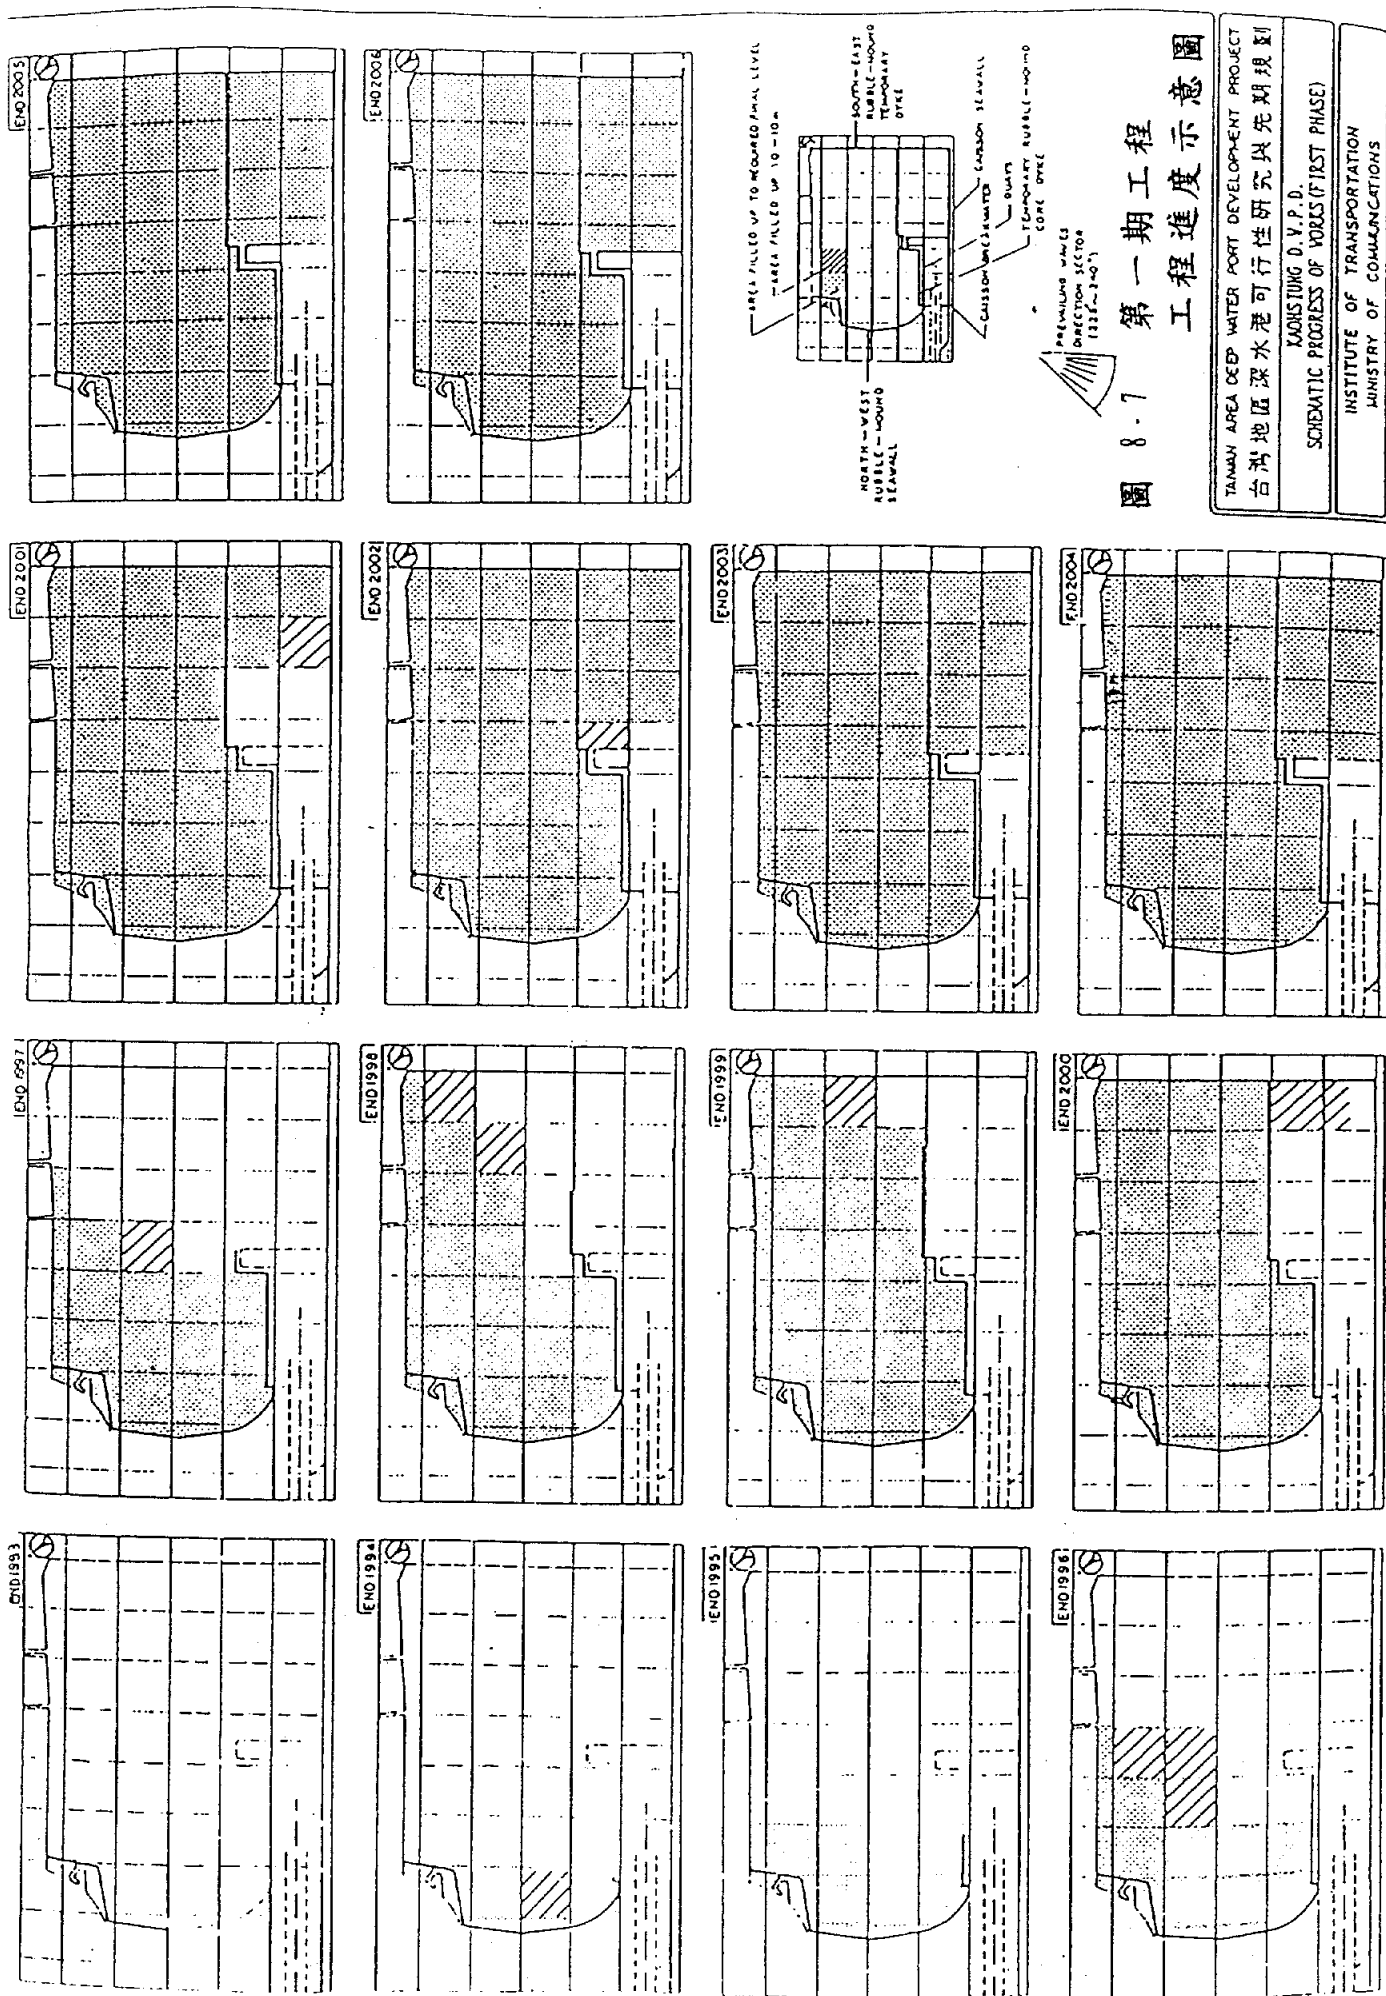 END 1993
END 1994
END 1995
END 1996
END 1997
END 1998
END 1999
END 2000
END 2001
END 2002
END 2003
END 2004
END 2005
END 2006
AREA FILLED UP TO REQUIRED FINAL LEVEL
AREA FILLED UP TO -10 m
SOUTH-EAST
RUBBLE-MOUND
TEMPORARY
DYKE
NORTH-WEST
RUBBLE-MOUND
SEAWALL
CAISSON SEAWALL
QUAYS
TEMPORARY RUBBLE-MOUND
CORE DYKE
CAISSON BREAKWATER
PREVAILING WAVES
DIRECTION SECTOR
圖 8-7 第一期工程
工程進度示意圖
TAIWAN AREA DEEP WATER PORT DEVELOPMENT PROJECT
台灣地區深水港可行性研究與先期規劃
KAOHSIUNG D.W.P.D.
SCHEMATIC PROGRESS OF WORKS(FIRST PHASE)
INSTITUTE OF TRANSPORTATION
MINISTRY OF COMMUNICATIONS